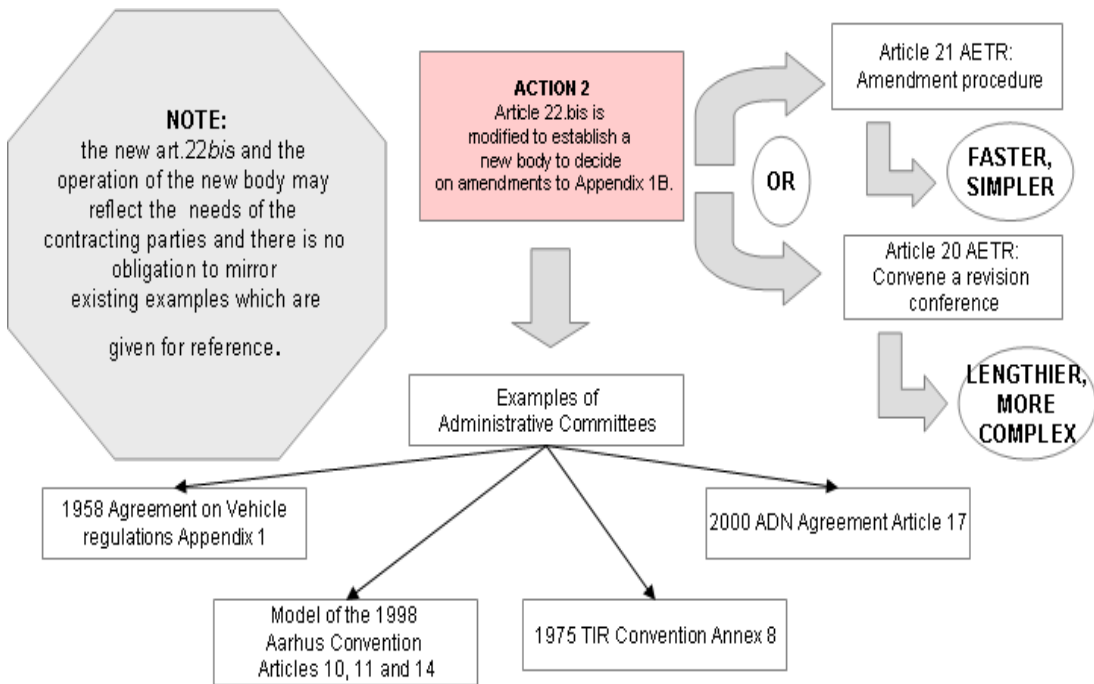 NOTE:
the new art.22bis and the
operation of the new body may
reflect the needs of the
contracting parties and there is no
obligation to mirror
existing examples which are
given for reference.
ACTION 2
Article 22.bis is
modified to establish a
new body to decide
on amendments to Appendix 1B.
OR
Article 21 AETR:
Amendment procedure
FASTER,
SIMPLER
Article 20 AETR:
Convene a revision
conference
LENGTHIER,
MORE
COMPLEX
Examples of
Administrative Committees
1958 Agreement on Vehicle
regulations Appendix 1
Model of the 1998
Aarhus Convention
Articles 10, 11 and 14
1975 TIR Convention Annex 8
2000 ADN Agreement Article 17